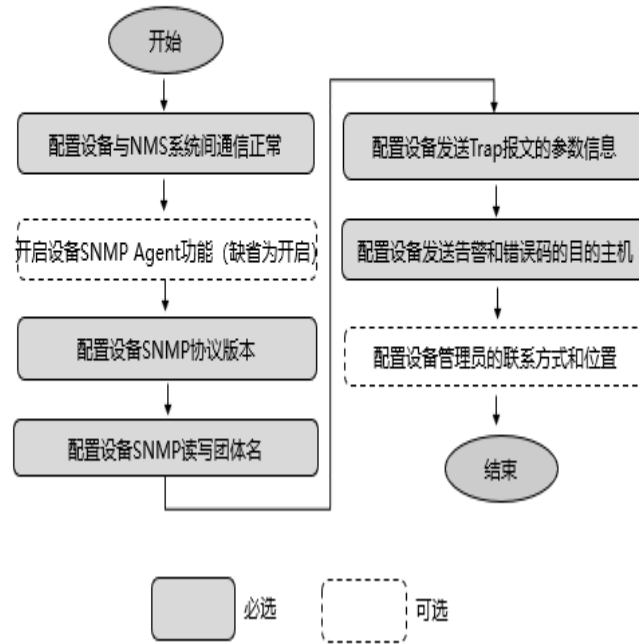 开始
配置设备与NMS系统间通信正常
开启设备SNMP Agent功能（缺省为开启）
配置设备SNMP协议版本
配置设备SNMP读写团体名
配置设备发送Trap报文的参数信息
配置设备发送告警和错误码的目的主机
配置设备管理员的联系方式和位置
结束
必选
可选